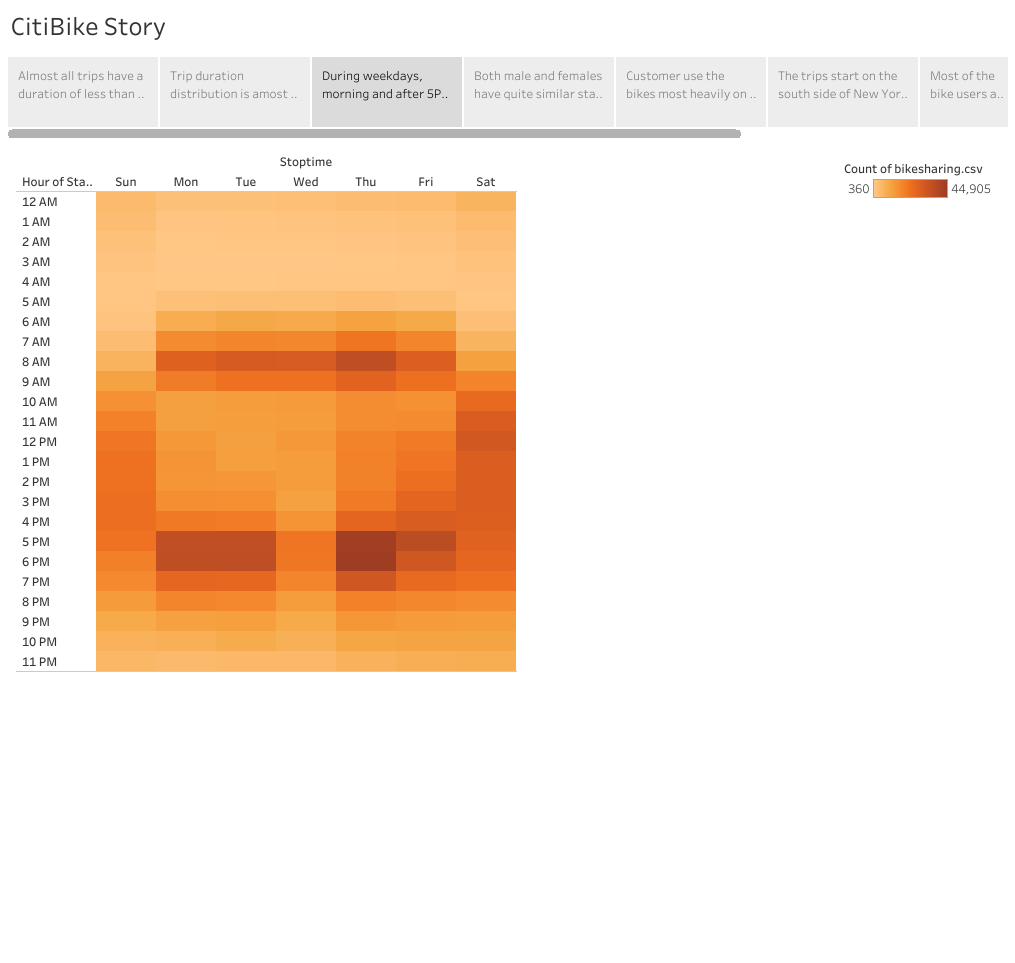 CitiBike Story
Almost all trips have a
duration of less than ..
Trip duration
distribution is amost ..
During weekdays,
morning and after 5P..
Both male and females
have quite similar sta..
Customer use the
bikes most heavily on ..
The trips start on the
south side of New Yor..
Most of the
bike users a..
Stoptime
Hour of Sta.. Sun Mon Tue Wed Thu Fri Sat
12 AM
1 AM
2 AM
3 AM
4 AM
5 AM
6 AM
7 AM
8 AM
9 AM
10 AM
11 AM
12 PM
1 PM
2 PM
3 PM
4 PM
5 PM
6 PM
7 PM
8 PM
9 PM
10 PM
11 PM
Count of bikesharing.csv
360 44,905